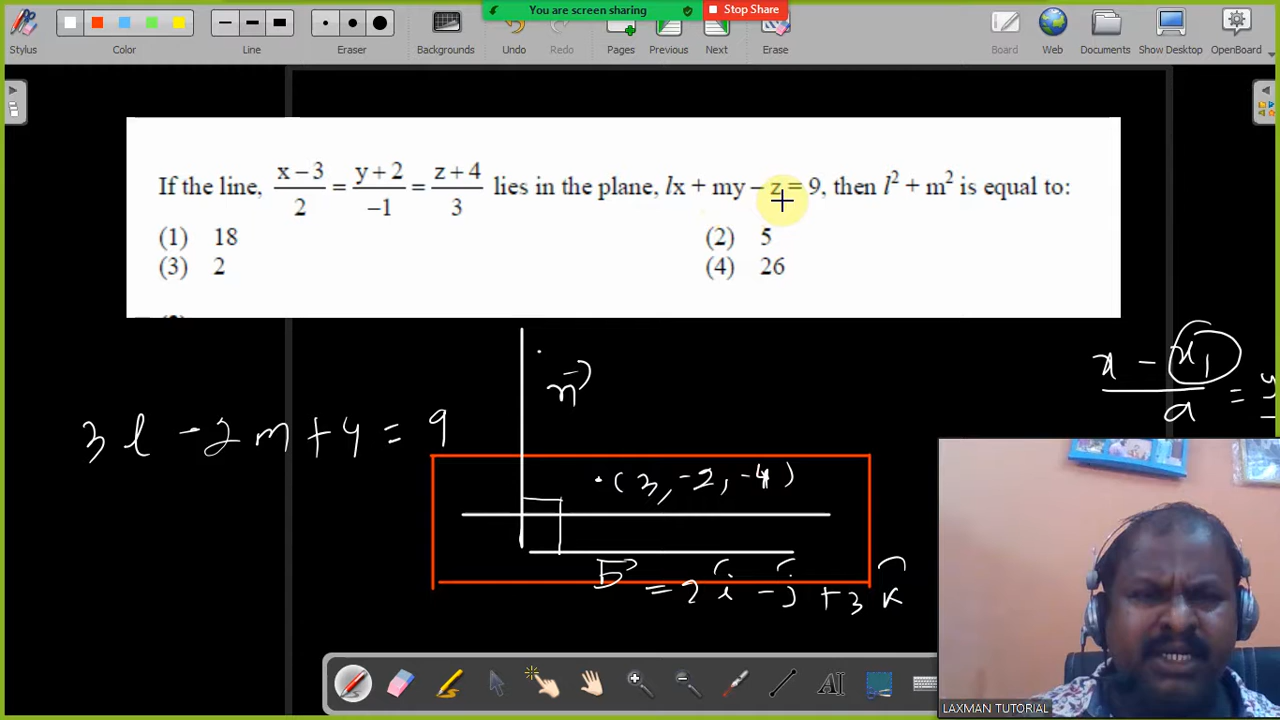 You are screen sharing Stop Share
Stylus Color Line Eraser Backgrounds Undo Redo Pages Previous Next Erase Board Web Documents Show Desktop OpenBoard
If the line, x − 3 / 2 = y + 2 / −1 = z + 4 / 3 lies in the plane, lx + my − z = 9, then l² + m² is equal to:
(1) 18 (2) 5
(3) 2 (4) 26
n⃗
x − x₁ / a =
3l − 2m + 4 = 9
·(3, −2, −4)
b⃗ = 2î − ĵ + 3k̂
AI
LAXMAN TUTORIAL